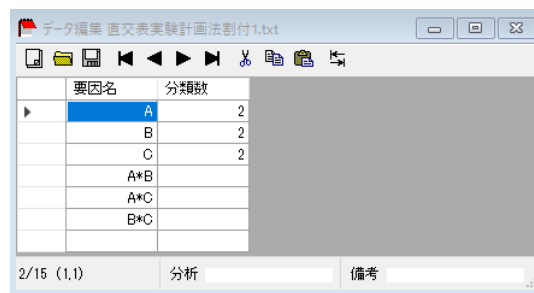 データ編集 直交表実験計画法割付1.txt
要因名 分類数
A 2
B 2
C 2
A*B
A*C
B*C
2/15 (1,1) 分析 備考